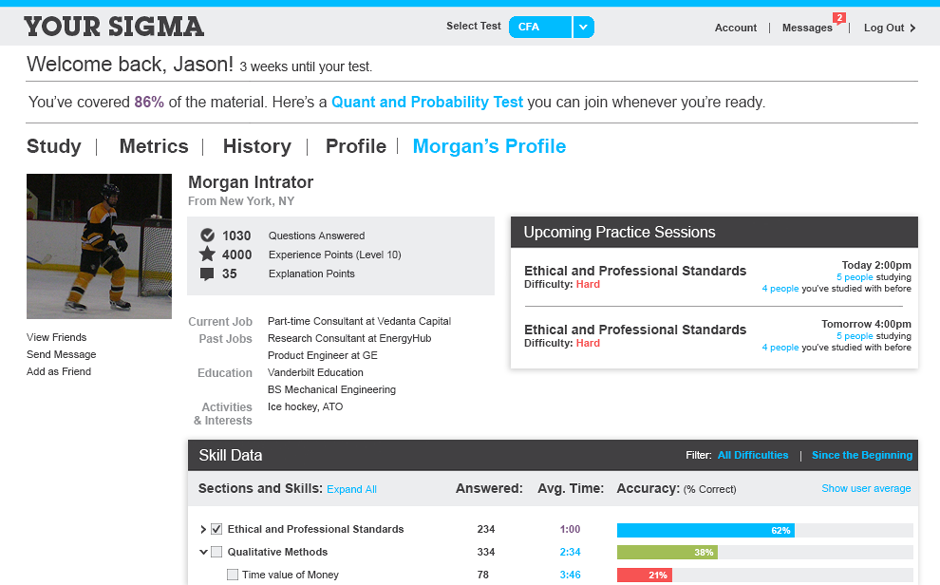 YOUR SIGMA
Select Test CFA
Account | Messages 2 | Log Out
Welcome back, Jason! 3 weeks until your test.
You've covered 86% of the material. Here's a Quant and Probability Test you can join whenever you're ready.
Study | Metrics | History | Profile | Morgan's Profile
Morgan Intrator
From New York, NY
1030 Questions Answered
4000 Experience Points (Level 10)
35 Explanation Points
View Friends
Send Message
Add as Friend
Current Job Part-time Consultant at Vedanta Capital
Past Jobs Research Consultant at EnergyHub
Product Engineer at GE
Education Vanderbilt Education
BS Mechanical Engineering
Activities & Interests Ice hockey, ATO
Upcoming Practice Sessions
Ethical and Professional Standards
Difficulty: Hard
Today 2:00pm
5 people studying
4 people you've studied with before
Ethical and Professional Standards
Difficulty: Hard
Tomorrow 4:00pm
5 people studying
4 people you've studied with before
Skill Data
Filter: All Difficulties | Since the Beginning
Sections and Skills: Expand All Answered: Avg. Time: Accuracy: (% Correct) Show user average
Ethical and Professional Standards 234 1:00 62%
Qualitative Methods 334 2:34 38%
Time value of Money 78 3:46 21%